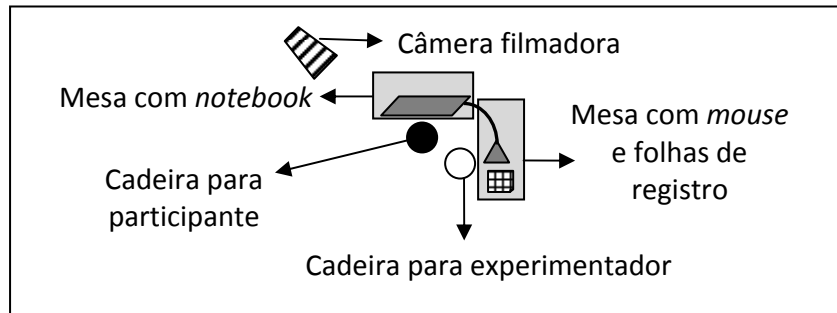 Câmera filmadora
Mesa com notebook
Mesa com mouse
e folhas de
registro
Cadeira para
participante
Cadeira para experimentador